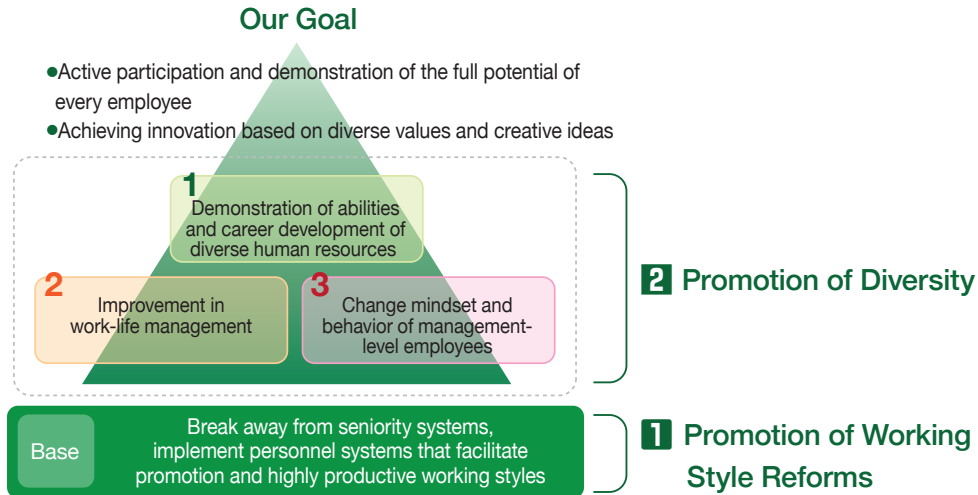 Our Goal
●Active participation and demonstration of the full potential of
every employee
●Achieving innovation based on diverse values and creative ideas
1
Demonstration of abilities
and career development of
diverse human resources
2
Improvement in
work-life management
3
Change mindset and
behavior of management-
level employees
2 Promotion of Diversity
Base
Break away from seniority systems,
implement personnel systems that facilitate
promotion and highly productive working styles
1 Promotion of Working
Style Reforms